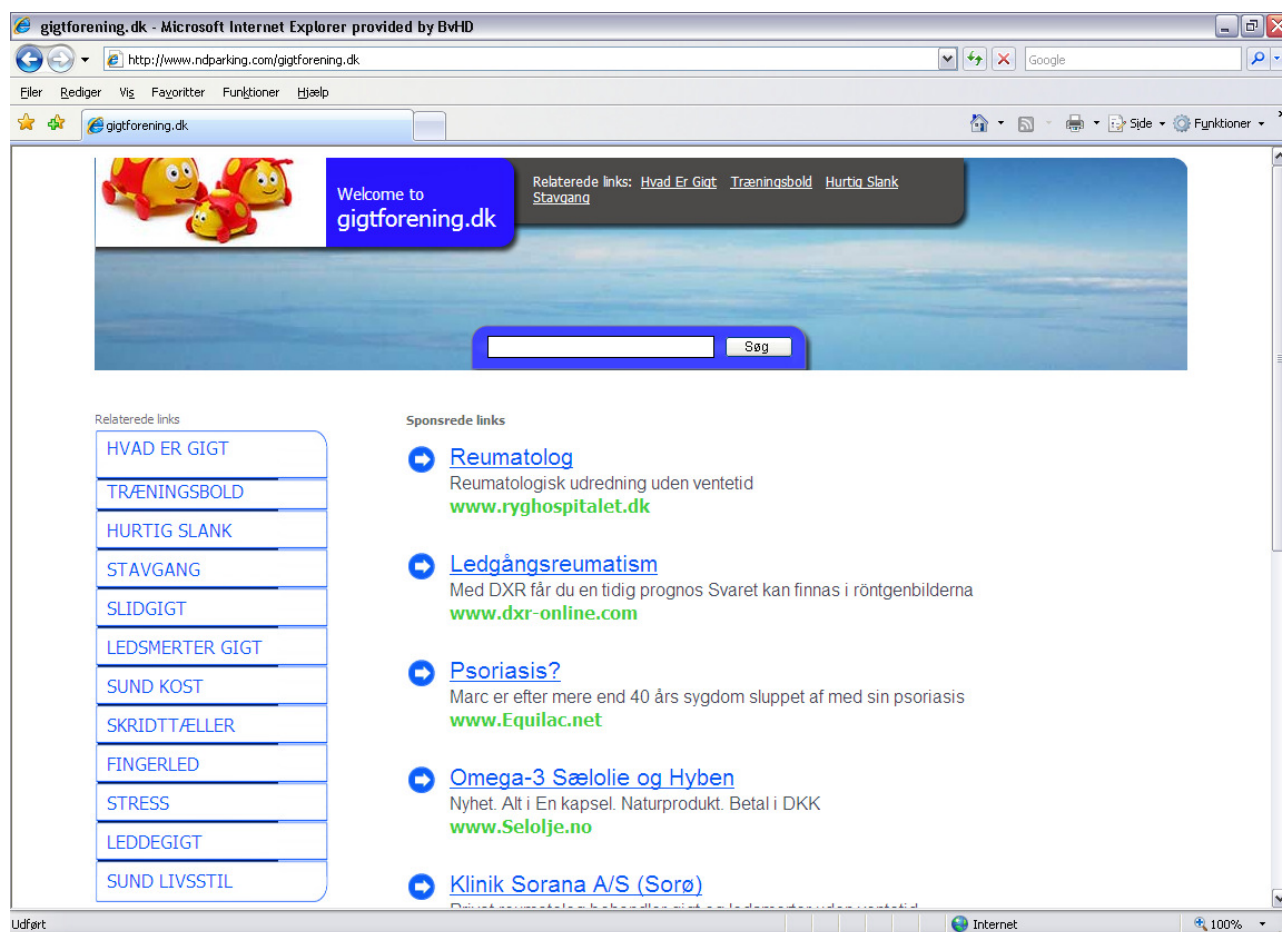 gigtforening.dk - Microsoft Internet Explorer provided by BvHD
http://www.ndparking.com/gigtforening.dk
Google
Filer Rediger Vis Favoritter Funktioner Hjælp
gigtforening.dk
Side Funktioner
Welcome to
gigtforening.dk
Relaterede links: Hvad Er Gigt Træningsbold Hurtig Slank
Stavgang
Søg
Relaterede links
HVAD ER GIGT
TRÆNINGSBOLD
HURTIG SLANK
STAVGANG
SLIDGIGT
LEDSMERTER GIGT
SUND KOST
SKRIDTTÆLLER
FINGERLED
STRESS
LEDDEGIGT
SUND LIVSSTIL
Sponsrede links
Reumatolog
Reumatologisk udredning uden ventetid
www.ryghospitalet.dk
Ledgångsreumatism
Med DXR får du en tidig prognos Svaret kan finnas i röntgenbilderna
www.dxr-online.com
Psoriasis?
Marc er efter mere end 40 års sygdom sluppet af med sin psoriasis
www.Equilac.net
Omega-3 Sælolie og Hyben
Nyhet. Alt i En kapsel. Naturprodukt. Betal i DKK
www.Selolje.no
Klinik Sorana A/S (Sorø)
Udført
Internet
100%